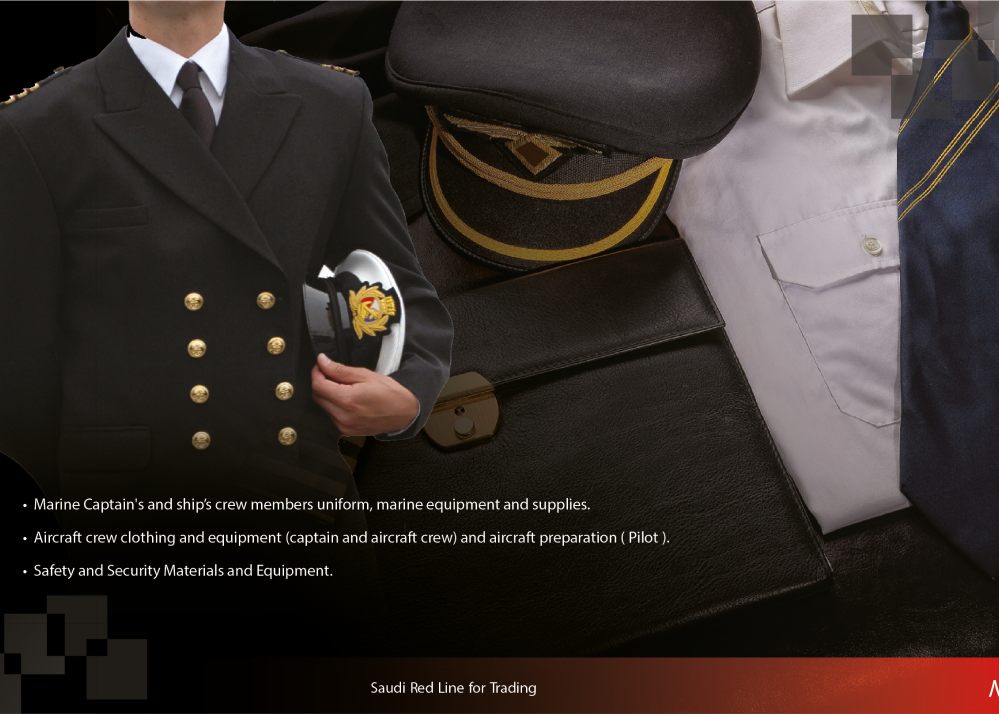 • Marine Captain's and ship's crew members uniform, marine equipment and supplies.
• Aircraft crew clothing and equipment (captain and aircraft crew) and aircraft preparation ( Pilot ).
• Safety and Security Materials and Equipment.
Saudi Red Line for Trading